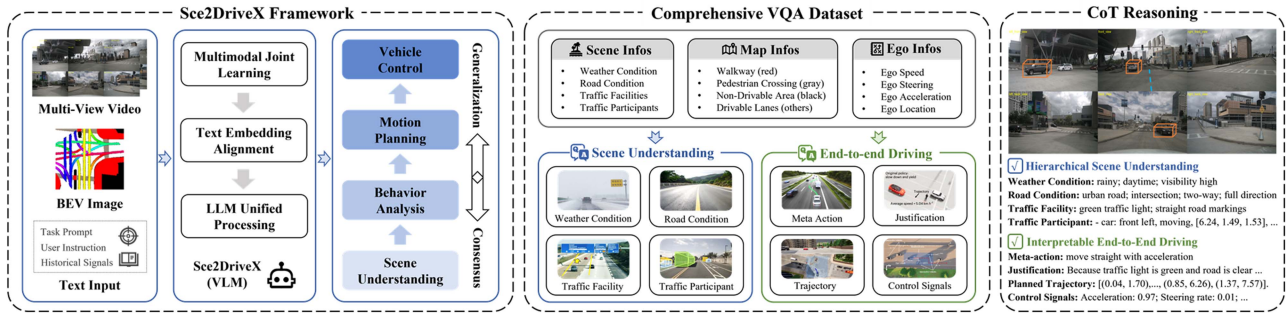 Sce2DriveX Framework
Multi-View Video
BEV Image
Task Prompt
User Instruction
Historical Signals
Text Input
Multimodal Joint
Learning
Text Embedding
Alignment
LLM Unified
Processing
Sce2DriveX
(VLM)
Vehicle
Control
Motion
Planning
Behavior
Analysis
Scene
Understanding
Generalization
Consensus
Comprehensive VQA Dataset
Scene Infos
• Weather Condition
• Road Condition
• Traffic Facilities
• Traffic Participants
Map Infos
• Walkway (red)
• Pedestrian Crossing (gray)
• Non-Drivable Area (black)
• Drivable Lanes (others)
Ego Infos
• Ego Speed
• Ego Steering
• Ego Acceleration
• Ego Location
Scene Understanding
Weather Condition
Road Condition
Traffic Facility
Traffic Participant
End-to-end Driving
Meta Action
Justification
Trajectory
Control Signals
CoT Reasoning
Hierarchical Scene Understanding
Weather Condition: rainy; daytime; visibility high
Road Condition: urban road; intersection; two-way; full direction
Traffic Facility: green traffic light; straight road markings
Traffic Participant: - car: front left, moving, [6.24, 1.49, 1.53], ...
Interpretable End-to-End Driving
Meta-action: move straight with acceleration
Justification: Because traffic light is green and road is clear ...
Planned Trajectory: [(0.04, 1.70),..., (0.85, 6.26), (1.37, 7.57)].
Control Signals: Acceleration: 0.97; Steering rate: 0.01; ...